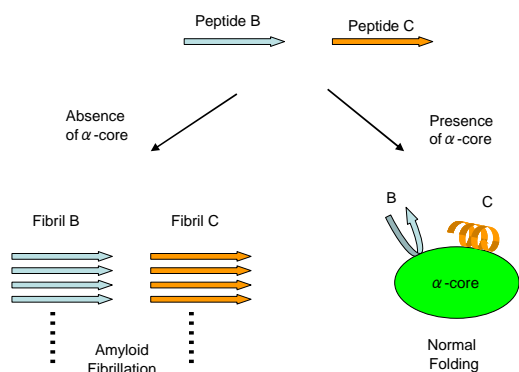 Peptide B
Peptide C
Absence
of α-core
Presence
of α-core
Fibril B
Fibril C
B
C
α-core
Amyloid
Fibrillation
Normal
Folding